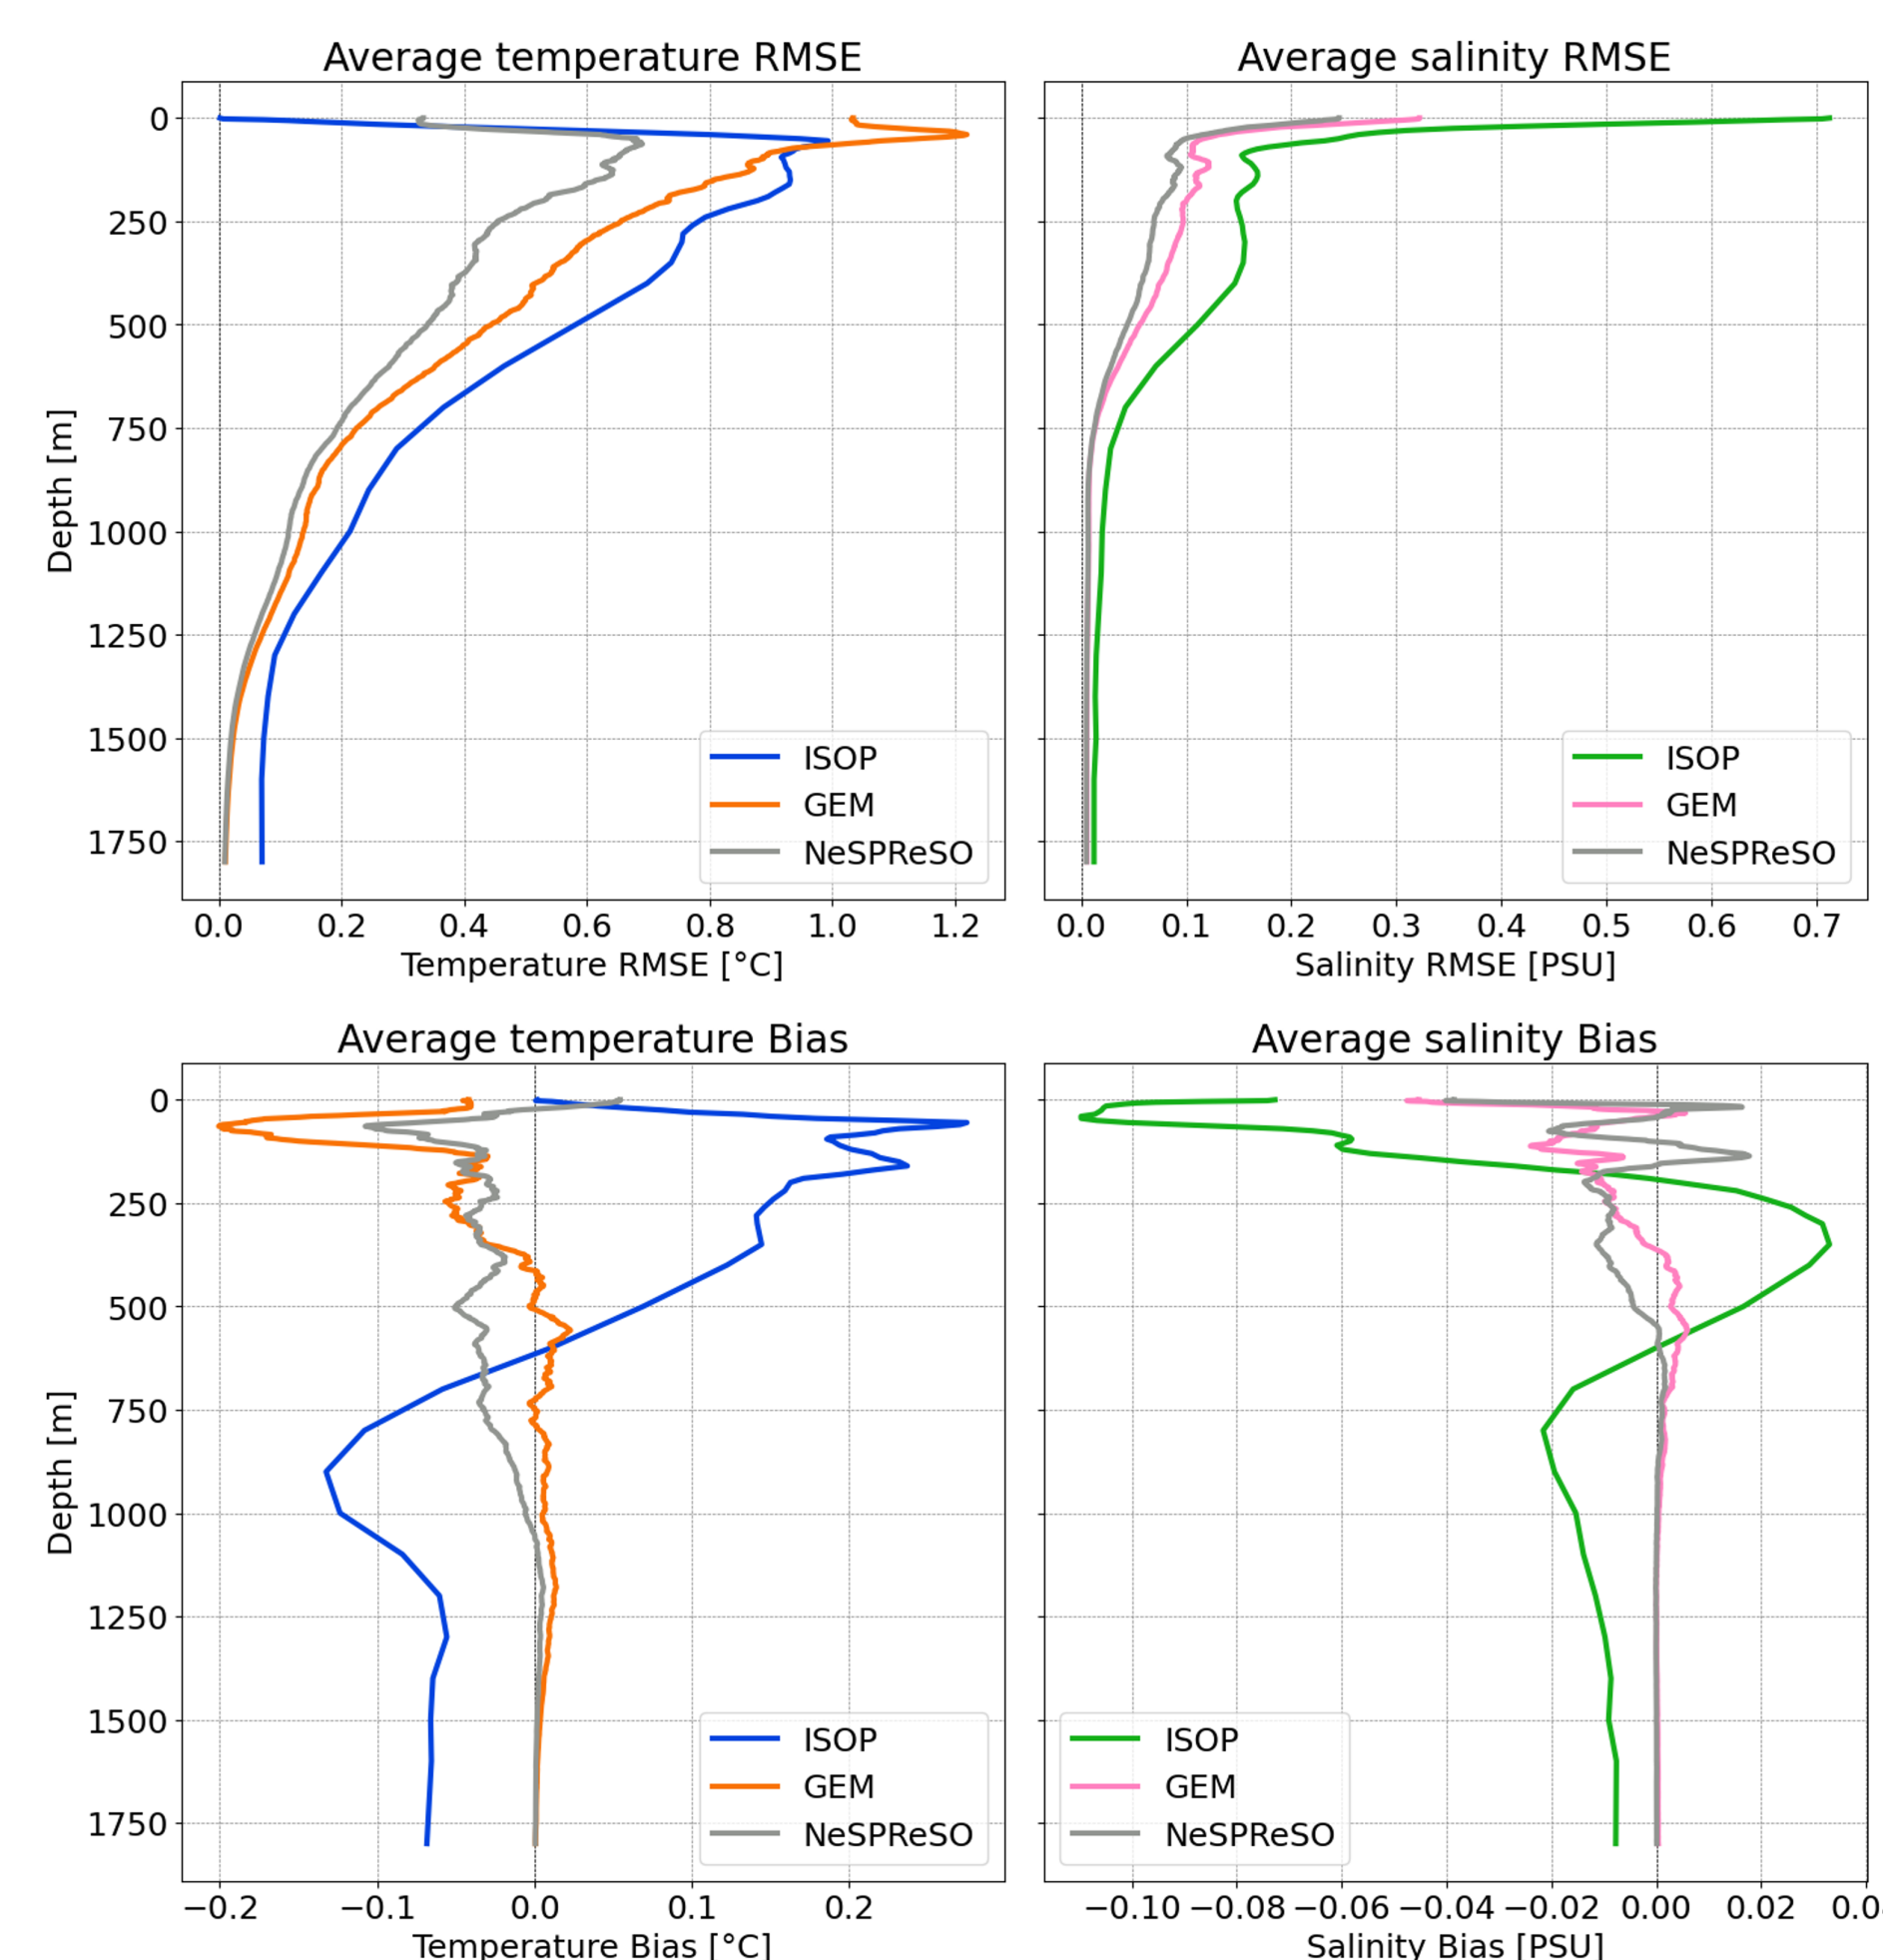 Average temperature RMSE
Average salinity RMSE
Depth [m]
0
250
500
750
1000
1250
1500
1750
ISOP
GEM
NeSPReSO
0.0 0.2 0.4 0.6 0.8 1.0 1.2
Temperature RMSE [°C]
ISOP
GEM
NeSPReSO
0.0 0.1 0.2 0.3 0.4 0.5 0.6 0.7
Salinity RMSE [PSU]
Average temperature Bias
Average salinity Bias
Depth [m]
0
250
500
750
1000
1250
1500
1750
ISOP
GEM
NeSPReSO
−0.2 −0.1 0.0 0.1 0.2
Temperature Bias [°C]
ISOP
GEM
NeSPReSO
−0.10 −0.08 −0.06 −0.04 −0.02 0.00 0.02
Salinity Bias [PSU]